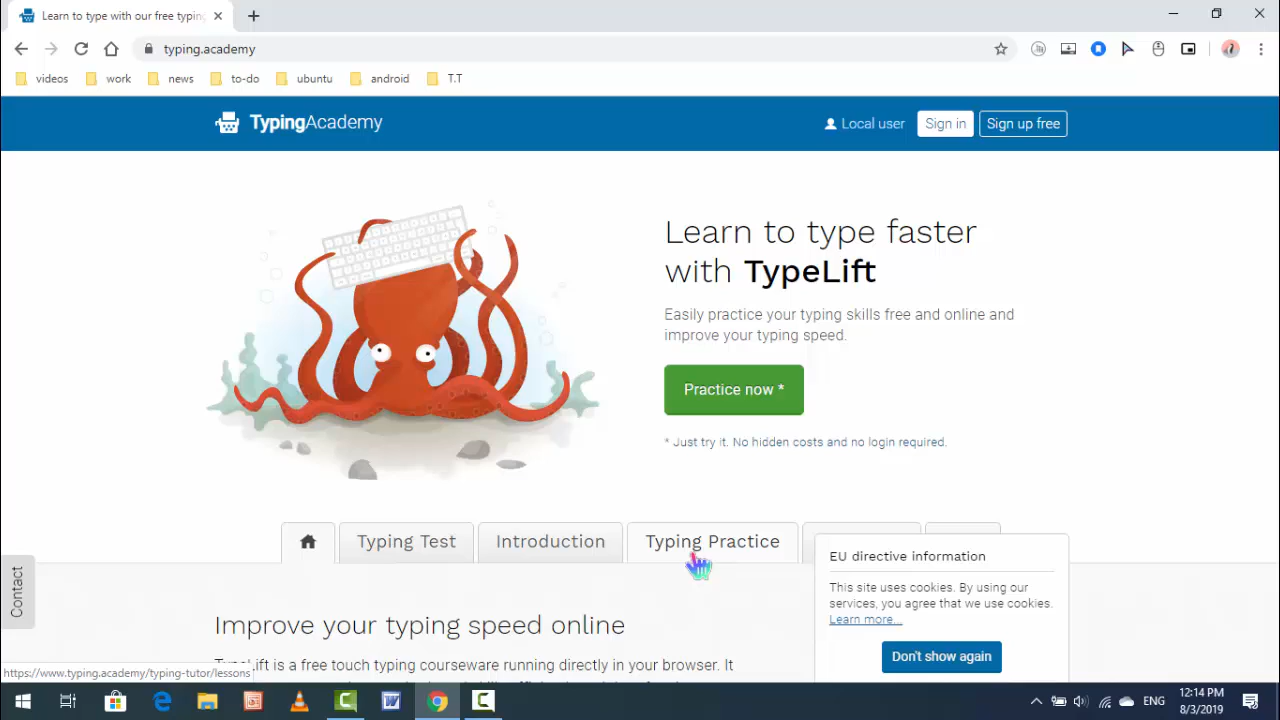 Learn to type with our free typing
typing.academy
videos work news to-do ubuntu android T.T
TypingAcademy
Local user Sign in Sign up free
Learn to type faster
with TypeLift
Easily practice your typing skills free and online and
improve your typing speed.
Practice now *
* Just try it. No hidden costs and no login required.
Typing Test Introduction Typing Practice
EU directive information
This site uses cookies. By using our
services, you agree that we use cookies.
Learn more...
Don't show again
Contact
Improve your typing speed online
TypeLift is a free touch typing courseware running directly in your browser. It
https://www.typing.academy/typing-tutor/lessons
ENG
12:14 PM
8/3/2019